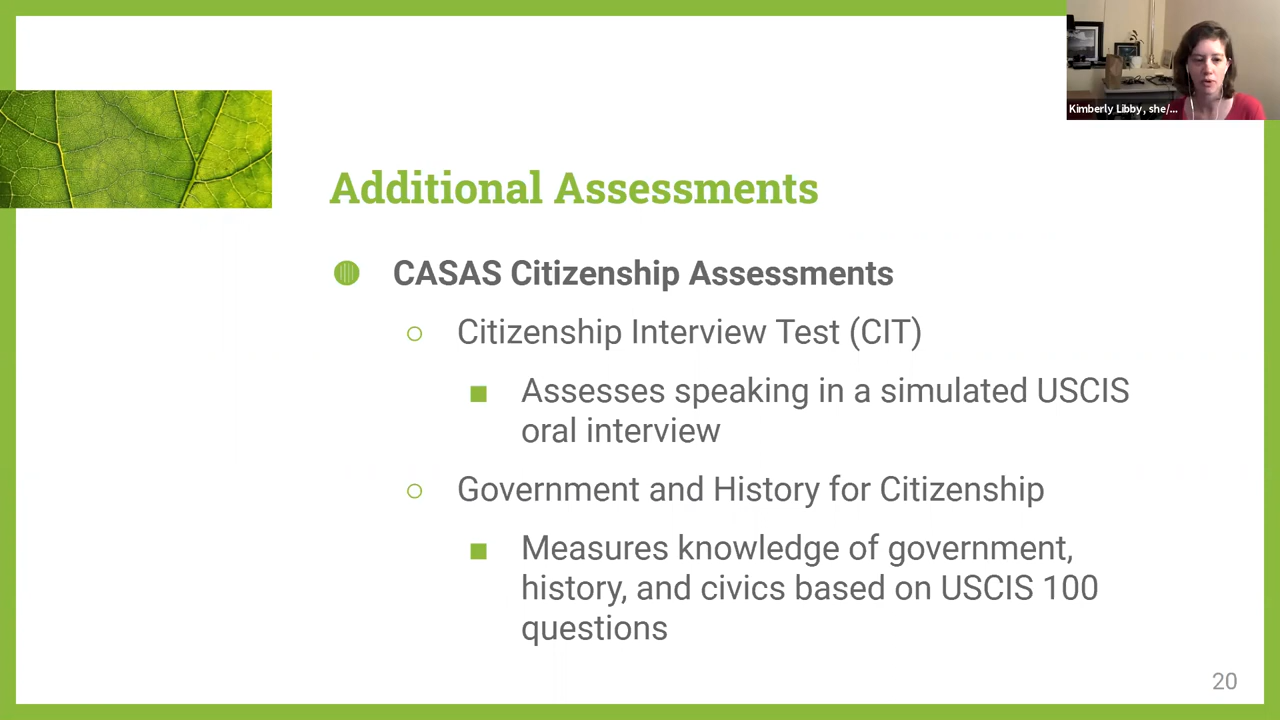 Kimberly Libby, she/...
Additional Assessments
CASAS Citizenship Assessments
Citizenship Interview Test (CIT)
Assesses speaking in a simulated USCIS
oral interview
Government and History for Citizenship
Measures knowledge of government,
history, and civics based on USCIS 100
questions
20